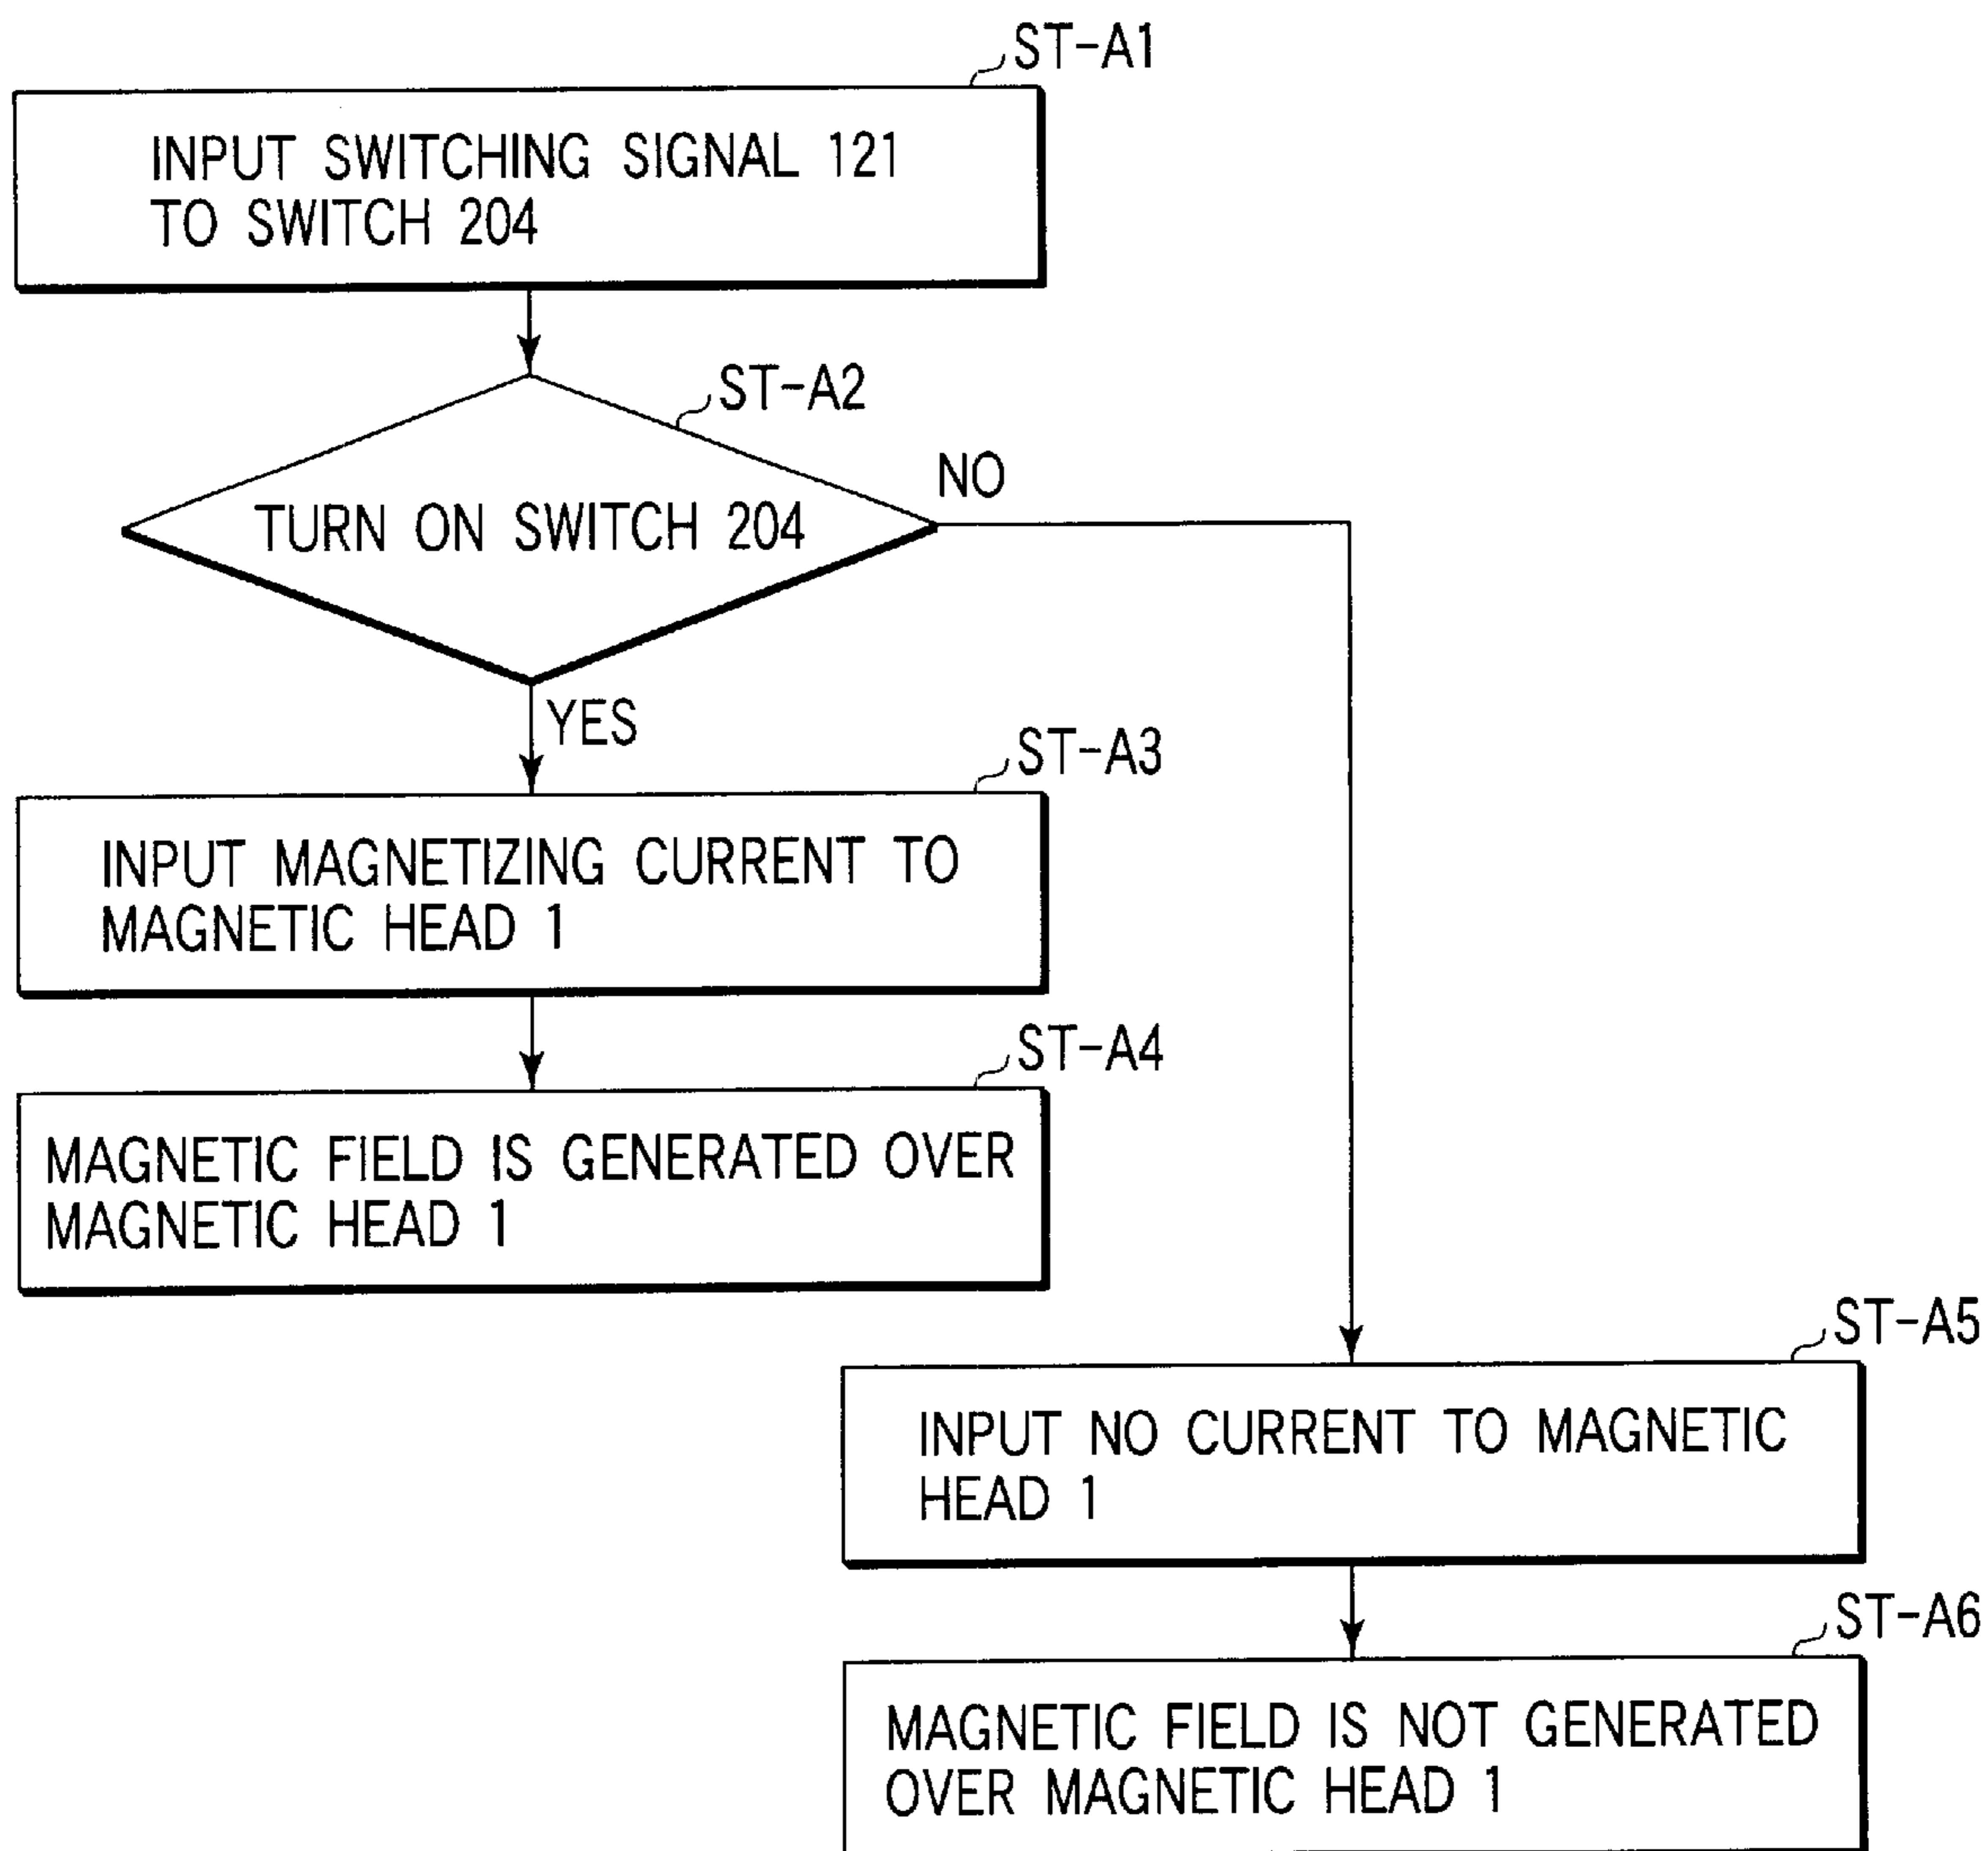 ST-A1
INPUT SWITCHING SIGNAL 121
TO SWITCH 204
ST-A2
TURN ON SWITCH 204
NO
YES
ST-A3
INPUT MAGNETIZING CURRENT TO
MAGNETIC HEAD 1
ST-A4
MAGNETIC FIELD IS GENERATED OVER
MAGNETIC HEAD 1
ST-A5
INPUT NO CURRENT TO MAGNETIC
HEAD 1
ST-A6
MAGNETIC FIELD IS NOT GENERATED
OVER MAGNETIC HEAD 1